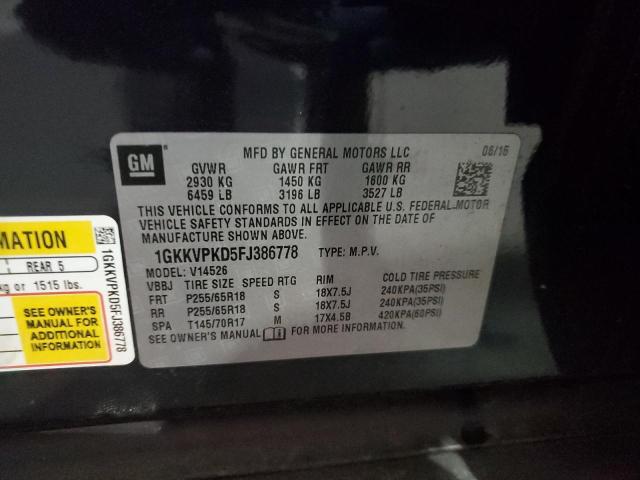 GM
MFD BY GENERAL MOTORS LLC
06/15
GVWR GAWR FRT GAWR RR
2930 KG 1450 KG 1600 KG
6459 LB 3196 LB 3527 LB
THIS VEHICLE CONFORMS TO ALL APPLICABLE U.S. FEDERAL MOTOR
VEHICLE SAFETY STANDARDS IN EFFECT ON THE DATE OF
MANUFACTURE SHOWN ABOVE.
1GKKVPKD5FJ386778 TYPE: M.P.V.
MODEL: V14526
VBBJ TIRE SIZE SPEED RTG RIM COLD TIRE PRESSURE
FRT P255/65R18 S 18X7.5J 240KPA(35PSI)
RR P255/65R18 S 18X7.5J 240KPA(35PSI)
SPA T145/70R17 M 17X4.5B 420KPA(60PSI)
SEE OWNER'S MANUAL FOR MORE INFORMATION.
MATION
REAR 5
kg or 1515 lbs.
SEE OWNER'S
MANUAL FOR
ADDITIONAL
INFORMATION
1GKKVPKD5FJ386778